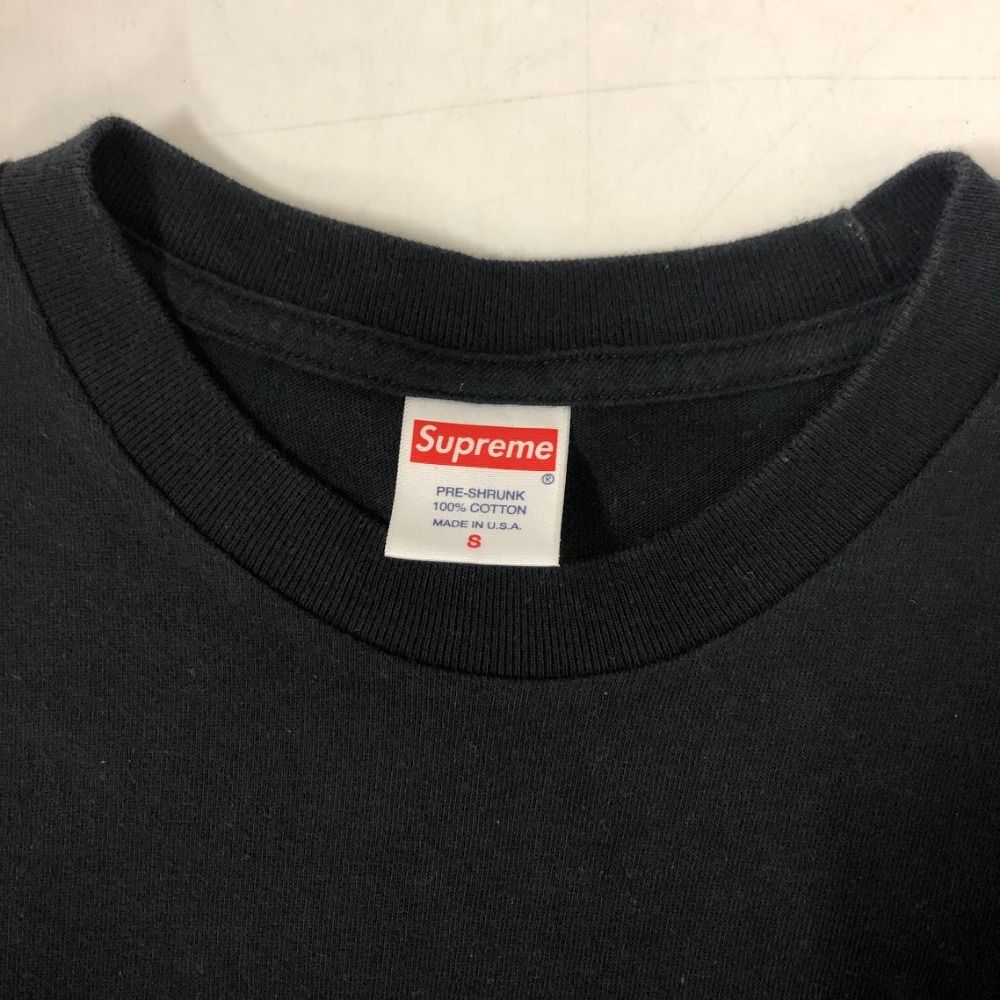 Supreme
®
PRE-SHRUNK
100% COTTON
MADE IN U.S.A.
S